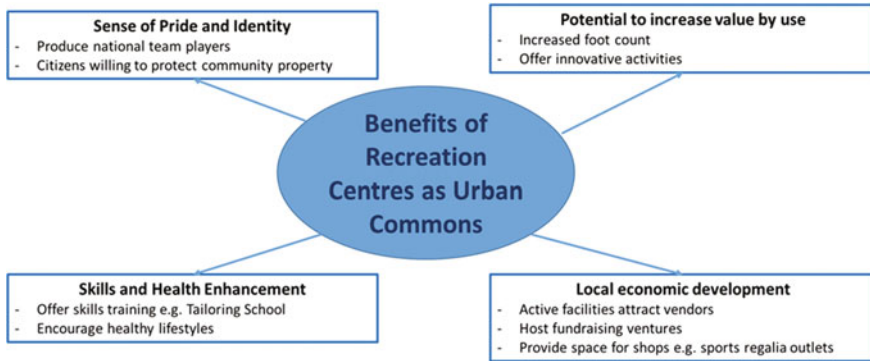 Sense of Pride and Identity
- Produce national team players
- Citizens willing to protect community property
Potential to increase value by use
- Increased foot count
- Offer innovative activities
Benefits of
Recreation
Centres as Urban
Commons
Skills and Health Enhancement
- Offer skills training e.g. Tailoring School
- Encourage healthy lifestyles
Local economic development
- Active facilities attract vendors
- Host fundraising ventures
- Provide space for shops e.g. sports regalia outlets